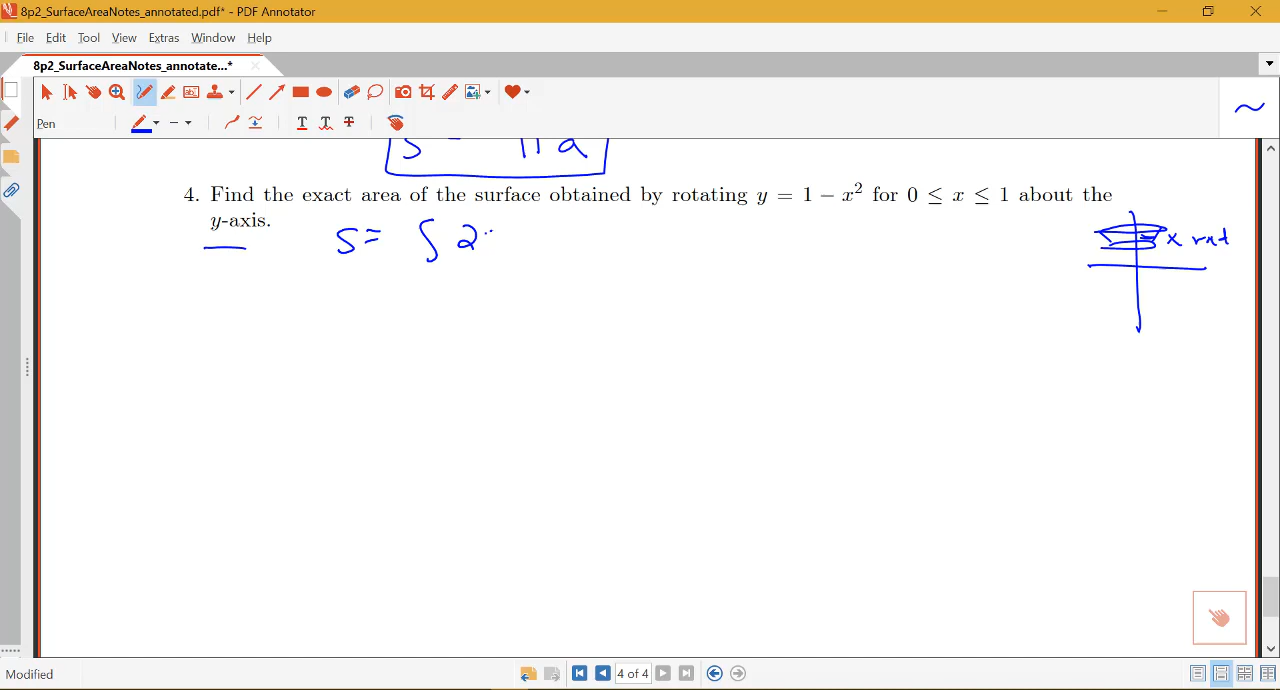 8p2_SurfaceAreaNotes_annotated.pdf* - PDF Annotator
File Edit Tool View Extras Window Help
8p2_SurfaceAreaNotes_annotate...*
Pen
T T T
4. Find the exact area of the surface obtained by rotating y = 1 − x² for 0 ≤ x ≤ 1 about the
y-axis.
S = ∫ 2
x rad
Modified
4 of 4